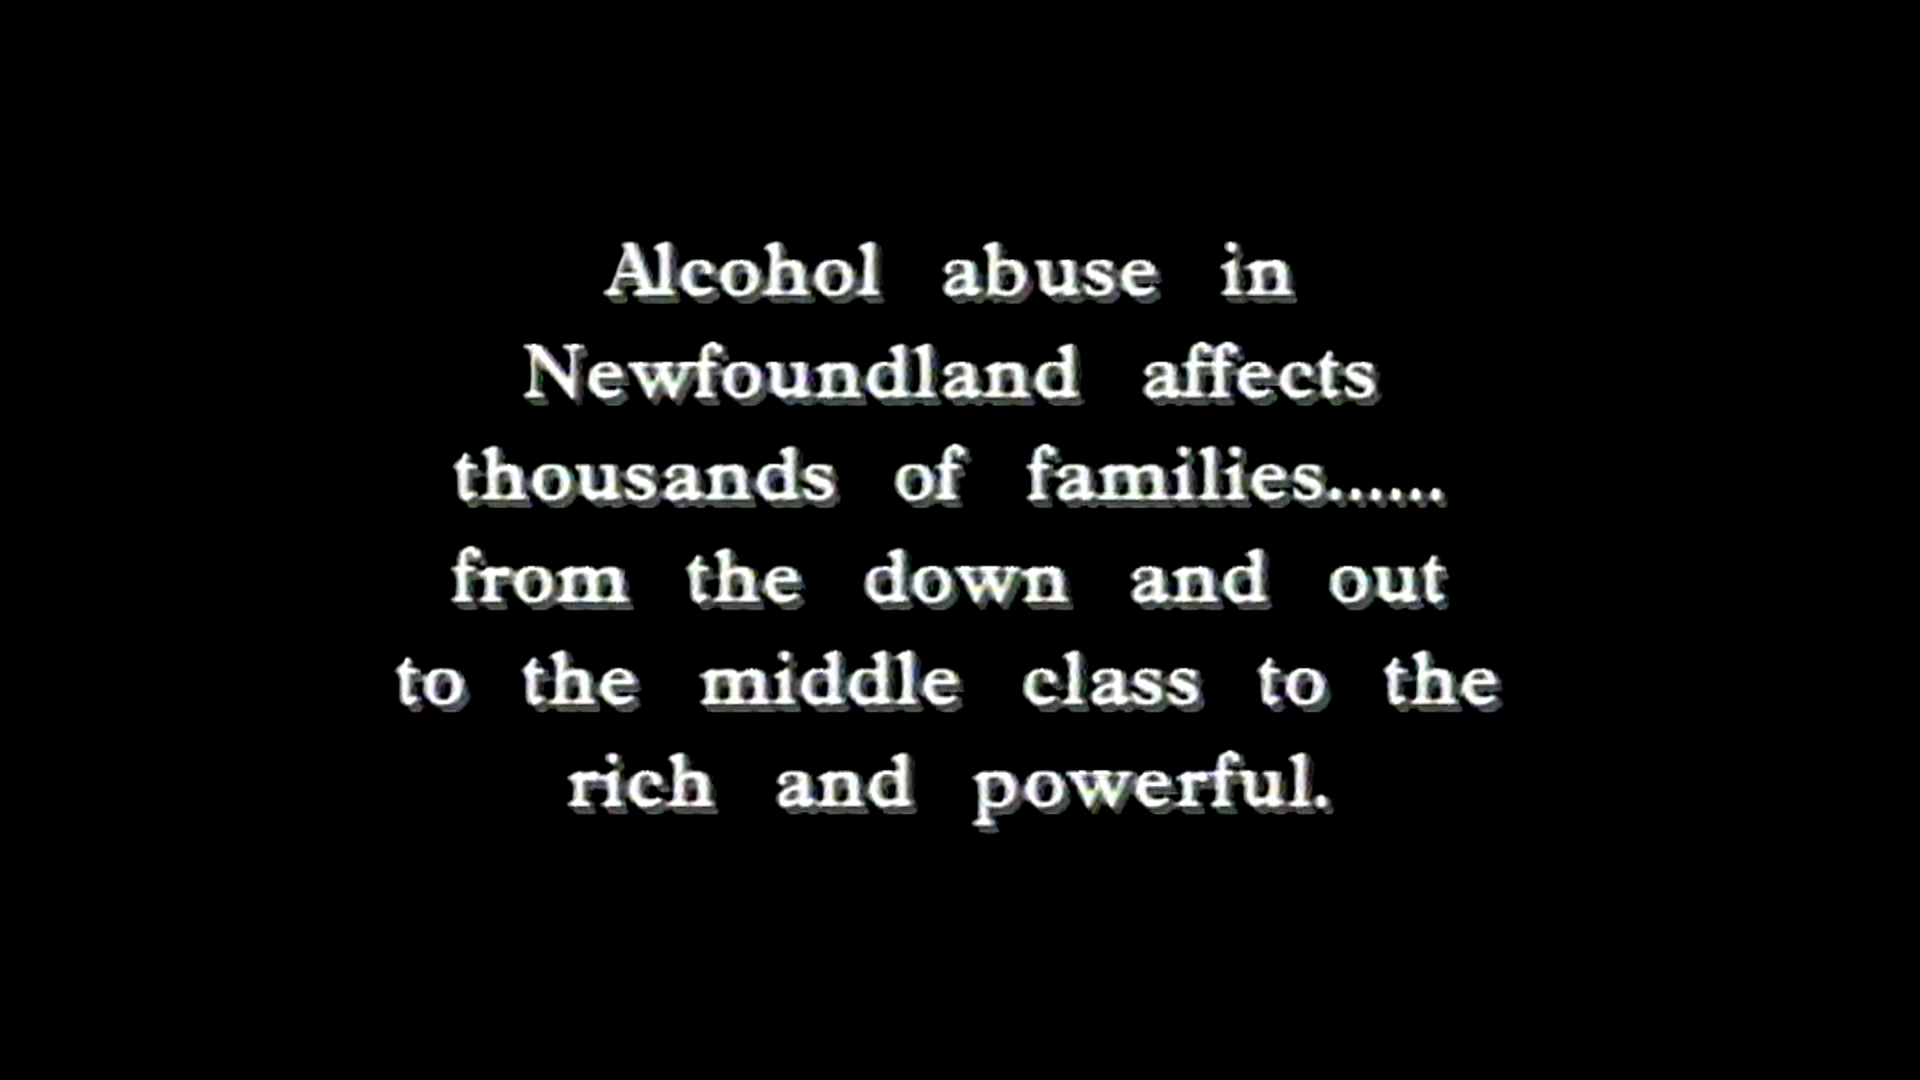 Alcohol abuse in
Newfoundland affects
thousands of families......
from the down and out
to the middle class to the
rich and powerful.